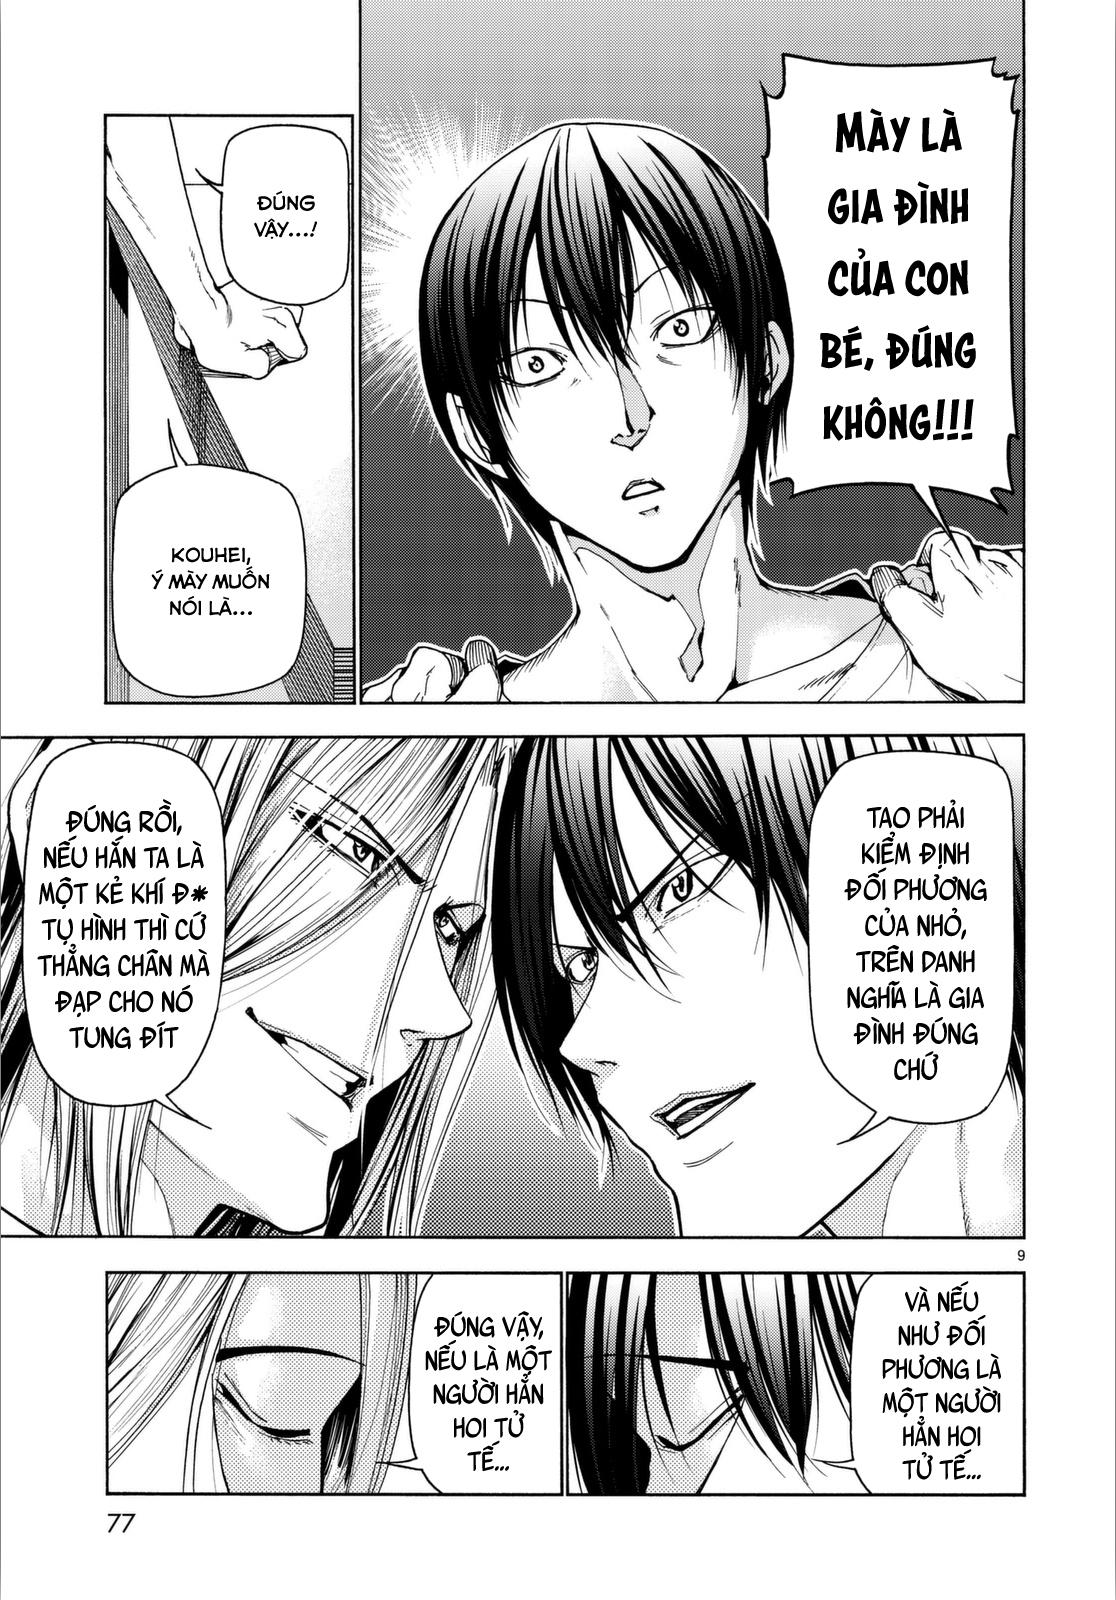 MÀY LÀ
GIA ĐÌNH
CỦA CON
BÉ, ĐÚNG
KHÔNG!!!
ĐÚNG
VẬY...!
KOUHEI,
Ý MÀY MUỐN
NÓI LÀ...
TAO PHẢI
KIỂM ĐỊNH
ĐỐI PHƯƠNG
CỦA NHỎ,
TRÊN DANH
NGHĨA LÀ GIA
ĐÌNH ĐÚNG
CHỨ
ĐÚNG RỒI,
NẾU HẮN TA LÀ
MỘT KẺ KHÍ Đ*
TỤ HÌNH THÌ CỨ
THẲNG CHÂN MÀ
ĐẠP CHO NÓ
TUNG ĐÍT
9
VÀ NẾU
NHƯ ĐỐI
PHƯƠNG LÀ
MỘT NGƯỜI
HẲN HOI
TỬ TẾ...
ĐÚNG VẬY,
NẾU LÀ MỘT
NGƯỜI HẲN
HOI TỬ
TẾ...
77